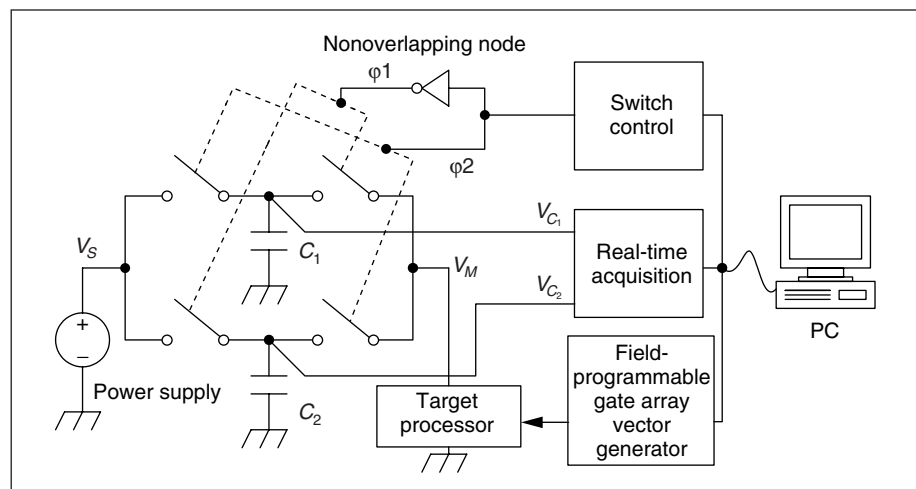 Nonoverlapping node
φ1
φ2
Switch
control
V_S
C₁
V_M
V_C₁
V_C₂
Real-time
acquisition
PC
+
−
Power supply
C₂
Target
processor
Field-
programmable
gate array
vector
generator